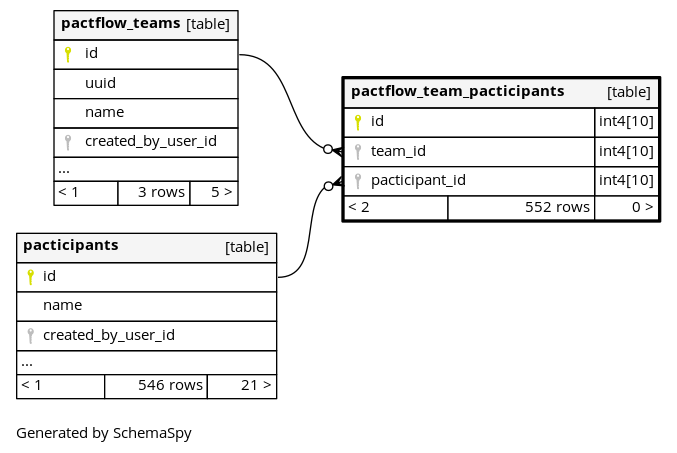 pactflow_teams [table]
id
uuid
name
created_by_user_id
...
< 1 3 rows 5 >
pactflow_team_pacticipants [table]
id int4[10]
team_id int4[10]
pacticipant_id int4[10]
< 2 552 rows 0 >
pacticipants [table]
id
name
created_by_user_id
...
< 1 546 rows 21 >
Generated by SchemaSpy